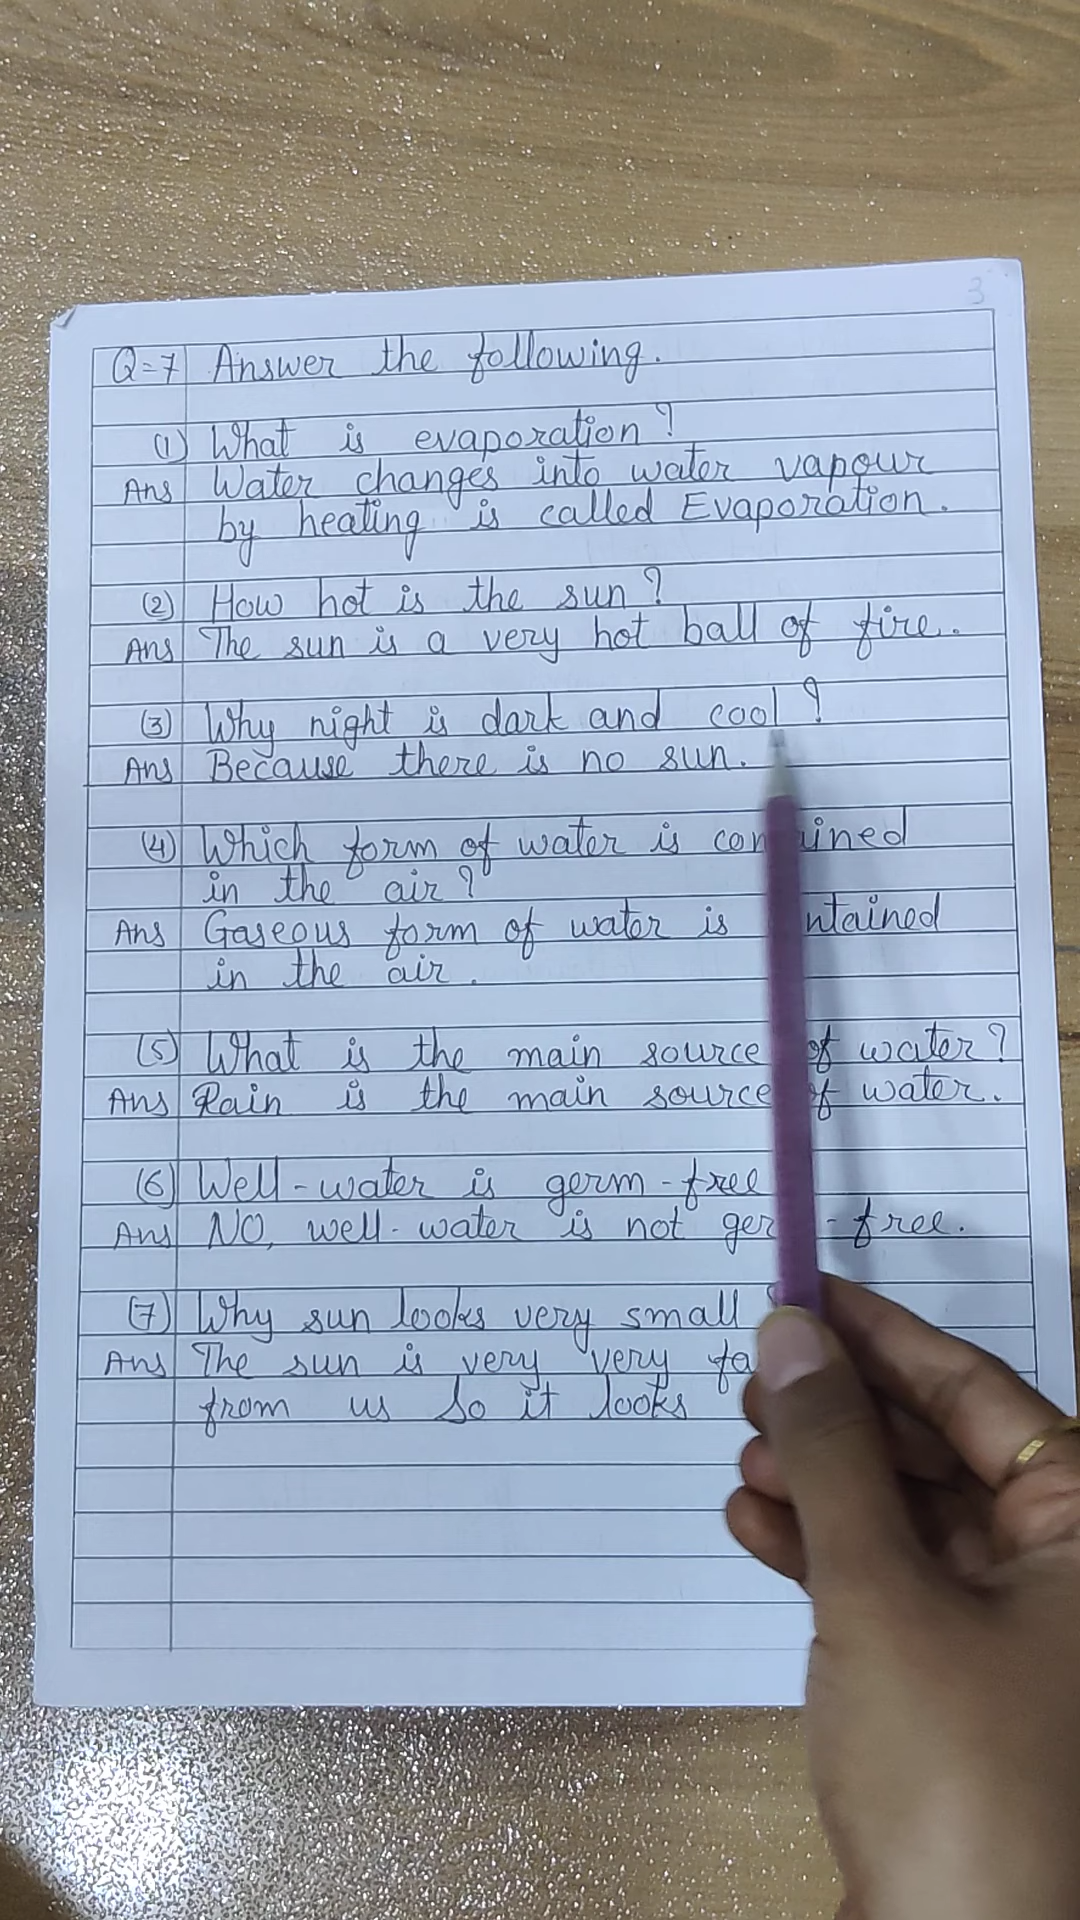 3
Q=7 Answer the following.
(1) What is evaporation?
Ans Water changes into water vapour
by heating is called Evaporation.
(2) How hot is the sun?
Ans The sun is a very hot ball of fire.
(3) Why night is dark and cool?
Ans Because there is no sun.
(4) Which form of water is
in the air?
Ans Gaseous form of water is
in the air.
(5) What is the main source of water?
Ans Rain is the main source of water.
(6) Well-water is germ-free
Ans NO, well-water is not -free.
(7) Why sun looks very small
Ans The sun is very very
from us So it looks